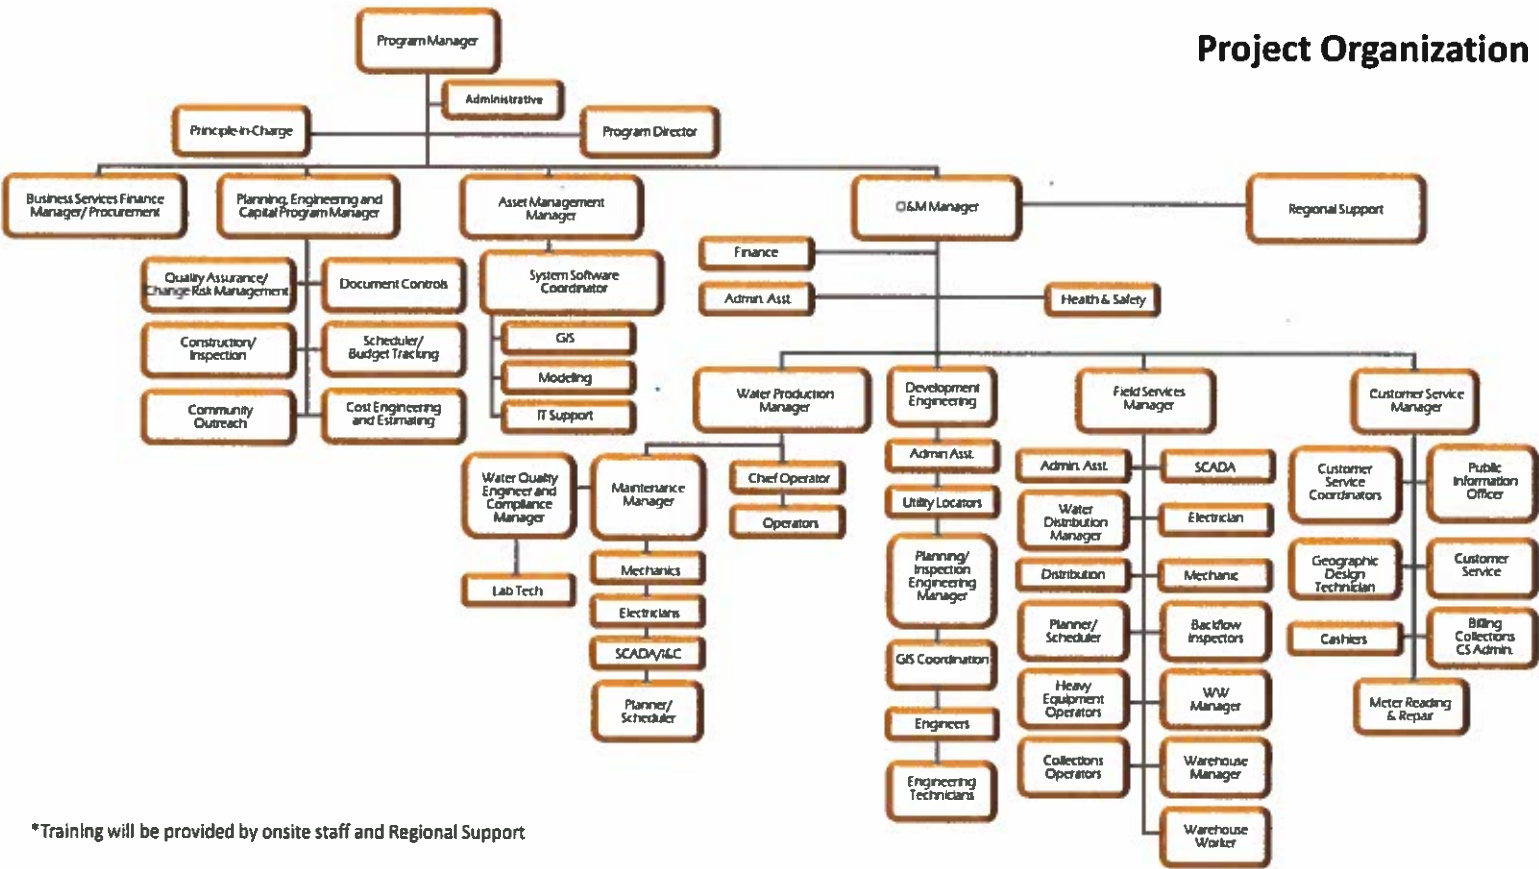 Project Organization
Program Manager
Administrative
Principle-in-Charge
Program Director
Business Services Finance
Manager/ Procurement
Planning, Engineering and
Capital Program Manager
Asset Management
Manager
O&M Manager
Regional Support
Quality Assurance/
Change Risk Management
Document Controls
Construction/
Inspection
Scheduler/
Budget Tracking
Community
Outreach
Cost Engineering
and Estimating
System Software
Coordinator
GIS
Modeling
IT Support
Finance
Admin. Asst.
Health & Safety
Water Production
Manager
Development
Engineering
Field Services
Manager
Customer Service
Manager
Water Quality
Engineer and
Compliance
Manager
Lab Tech
Maintenance
Manager
Mechanics
Electricians
SCADA/I&C
Planner/
Scheduler
Chief Operator
Operators
Admin Asst.
Utility Locators
Planning/
Inspection
Engineering
Manager
GIS Coordination
Engineers
Engineering
Technicians
Admin. Asst.
SCADA
Water
Distribution
Manager
Electrician
Distribution
Mechanic
Planner/
Scheduler
Backflow
Inspectors
Heavy
Equipment
Operators
WW
Manager
Collections
Operators
Warehouse
Manager
Warehouse
Worker
Customer
Service
Coordinators
Public
Information
Officer
Geographic
Design
Technician
Customer
Service
Cashiers
Billing
Collections
CS Admin.
Meter Reading
& Repair
*Training will be provided by onsite staff and Regional Support